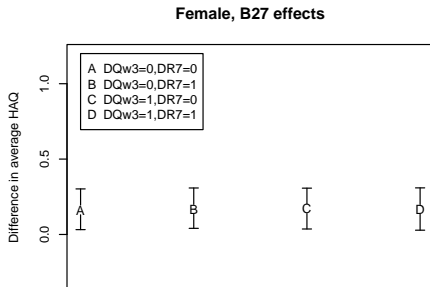 Female, B27 effects
Difference in average HAQ
1.0
0.5
0.0
A DQw3=0,DR7=0
B DQw3=0,DR7=1
C DQw3=1,DR7=0
D DQw3=1,DR7=1
A B C D